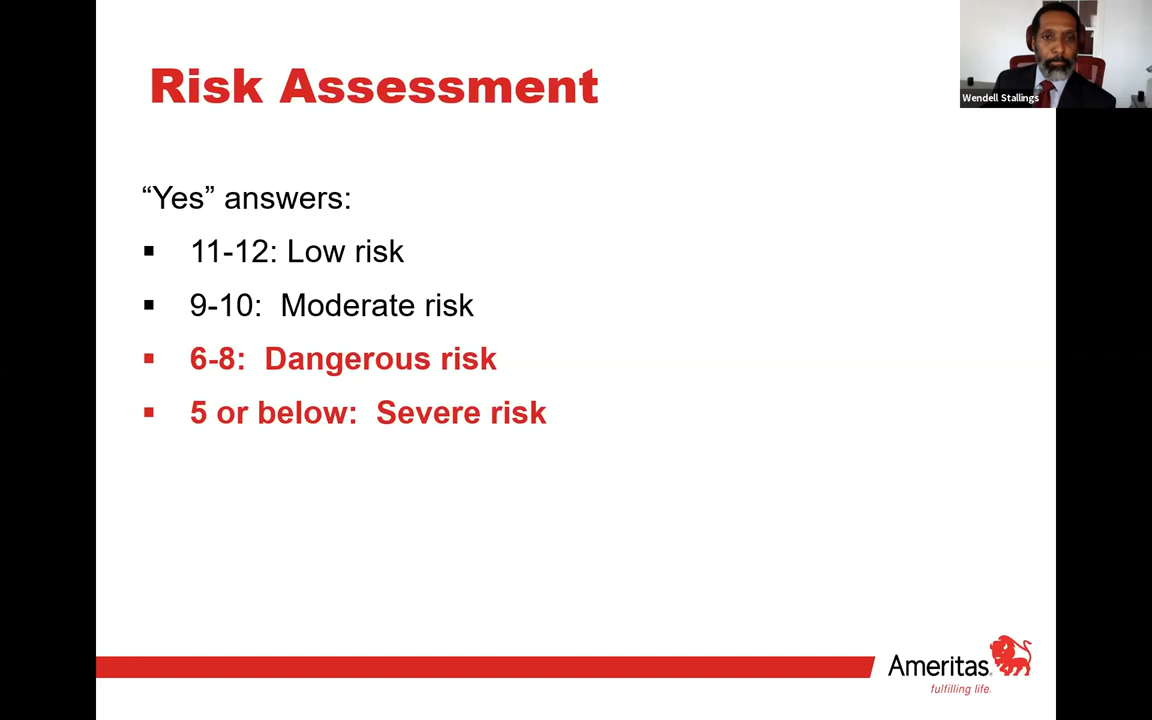 Risk Assessment
Wendell Stallings
“Yes” answers:
▪ 11-12: Low risk
▪ 9-10: Moderate risk
▪ 6-8: Dangerous risk
▪ 5 or below: Severe risk
Ameritas
fulfilling life.